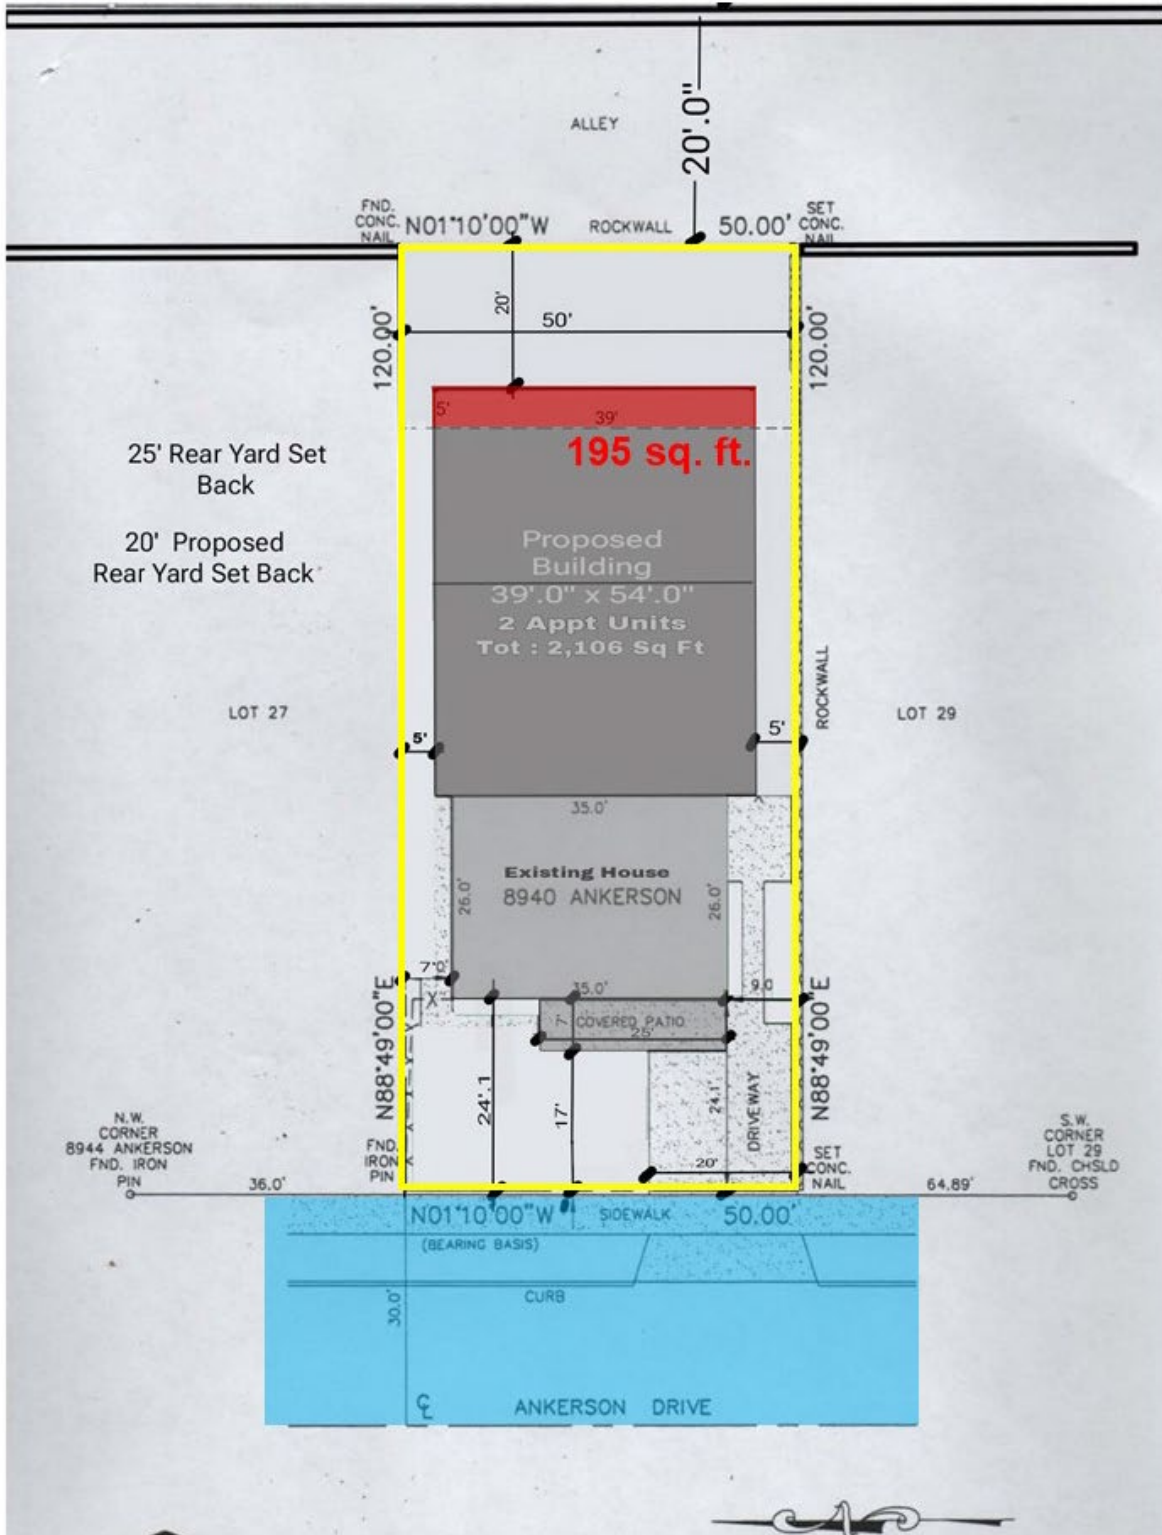 20'.0"
ALLEY
FND.
CONC.
NAIL
N01°10'00"W
ROCKWALL
50.00'
SET
CONC.
NAIL
20'
50'
120.00'
120.00'
5'
39'
195 sq. ft.
25' Rear Yard Set
Back
20' Proposed
Rear Yard Set Back
Proposed
Building
39'.0" x 54'.0"
2 Appt Units
Tot : 2,106 Sq Ft
LOT 27
ROCKWALL
LOT 29
5'
5'
35.0'
Existing House
8940 ANKERSON
26.0'
26.0'
7'0'
35.0'
9.0
X
7'
COVERED PATIO
25'
N88°49'00"E
N88°49'00"E
24'.1
17'
24.1'
DRIVEWAY
20'
N.W.
CORNER
8944 ANKERSON
FND. IRON
PIN
FND.
IRON
PIN
SET
CONC.
NAIL
S.W.
CORNER
LOT 29
FND. CHSLD
CROSS
36.0'
64.89'
N01°10'00"W
SIDEWALK
50.00'
(BEARING BASIS)
CURB
30.0'
CL
ANKERSON DRIVE